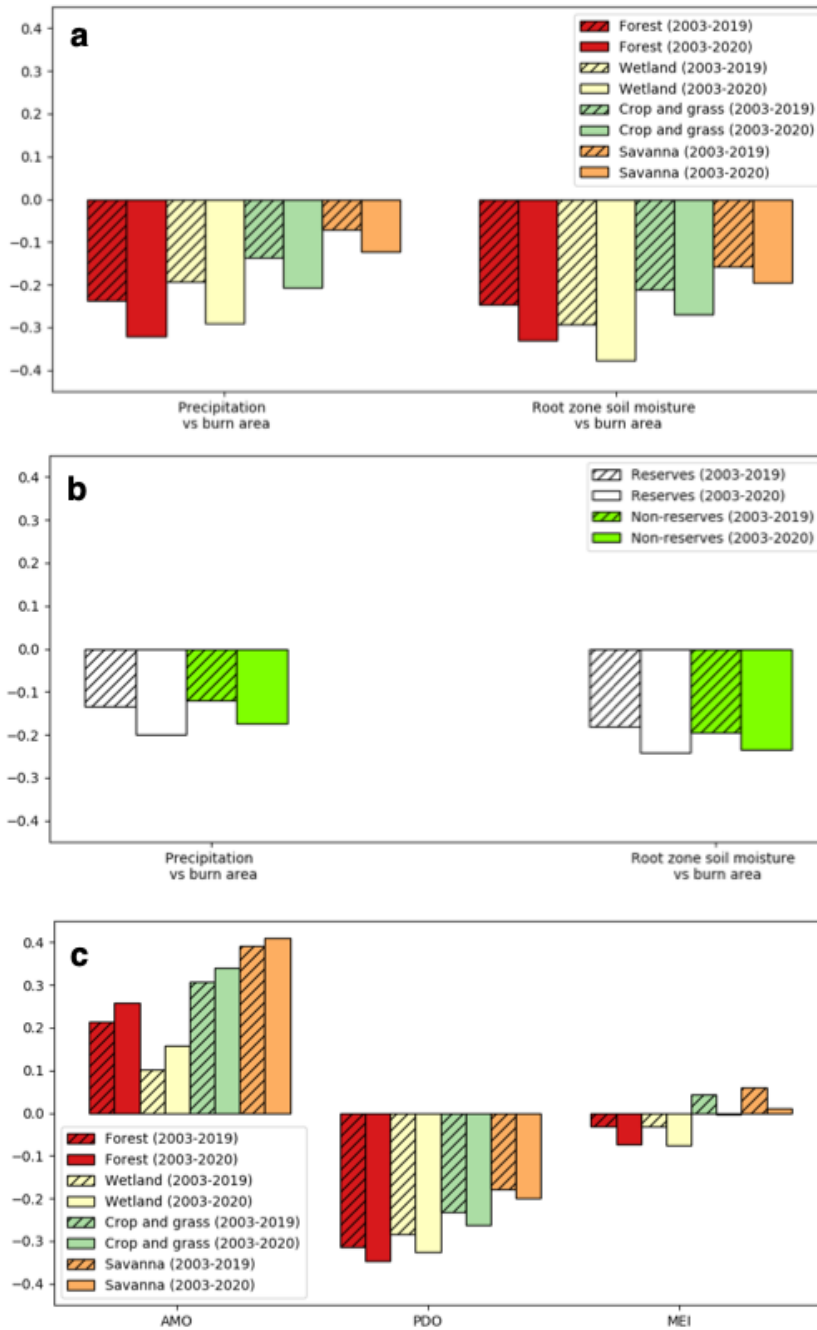 a
0.4
0.3
0.2
0.1
0.0
−0.1
−0.2
−0.3
−0.4
Forest (2003-2019)
Forest (2003-2020)
Wetland (2003-2019)
Wetland (2003-2020)
Crop and grass (2003-2019)
Crop and grass (2003-2020)
Savanna (2003-2019)
Savanna (2003-2020)
Precipitation
vs burn area
Root zone soil moisture
vs burn area
b
0.4
0.3
0.2
0.1
0.0
−0.1
−0.2
−0.3
−0.4
Reserves (2003-2019)
Reserves (2003-2020)
Non-reserves (2003-2019)
Non-reserves (2003-2020)
Precipitation
vs burn area
Root zone soil moisture
vs burn area
c
0.4
0.3
0.2
0.1
0.0
−0.1
−0.2
−0.3
−0.4
Forest (2003-2019)
Forest (2003-2020)
Wetland (2003-2019)
Wetland (2003-2020)
Crop and grass (2003-2019)
Crop and grass (2003-2020)
Savanna (2003-2019)
Savanna (2003-2020)
AMO
PDO
MEI